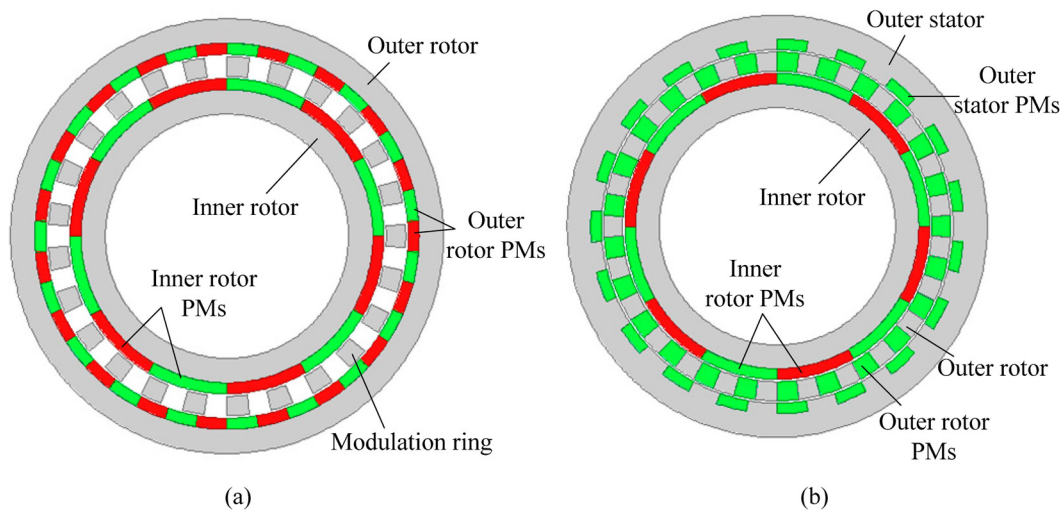 Outer rotor
Inner rotor
Outer
rotor PMs
Inner rotor
PMs
Modulation ring
(a)
Outer stator
Outer
stator PMs
Inner rotor
Inner
rotor PMs
Outer rotor
Outer rotor
PMs
(b)